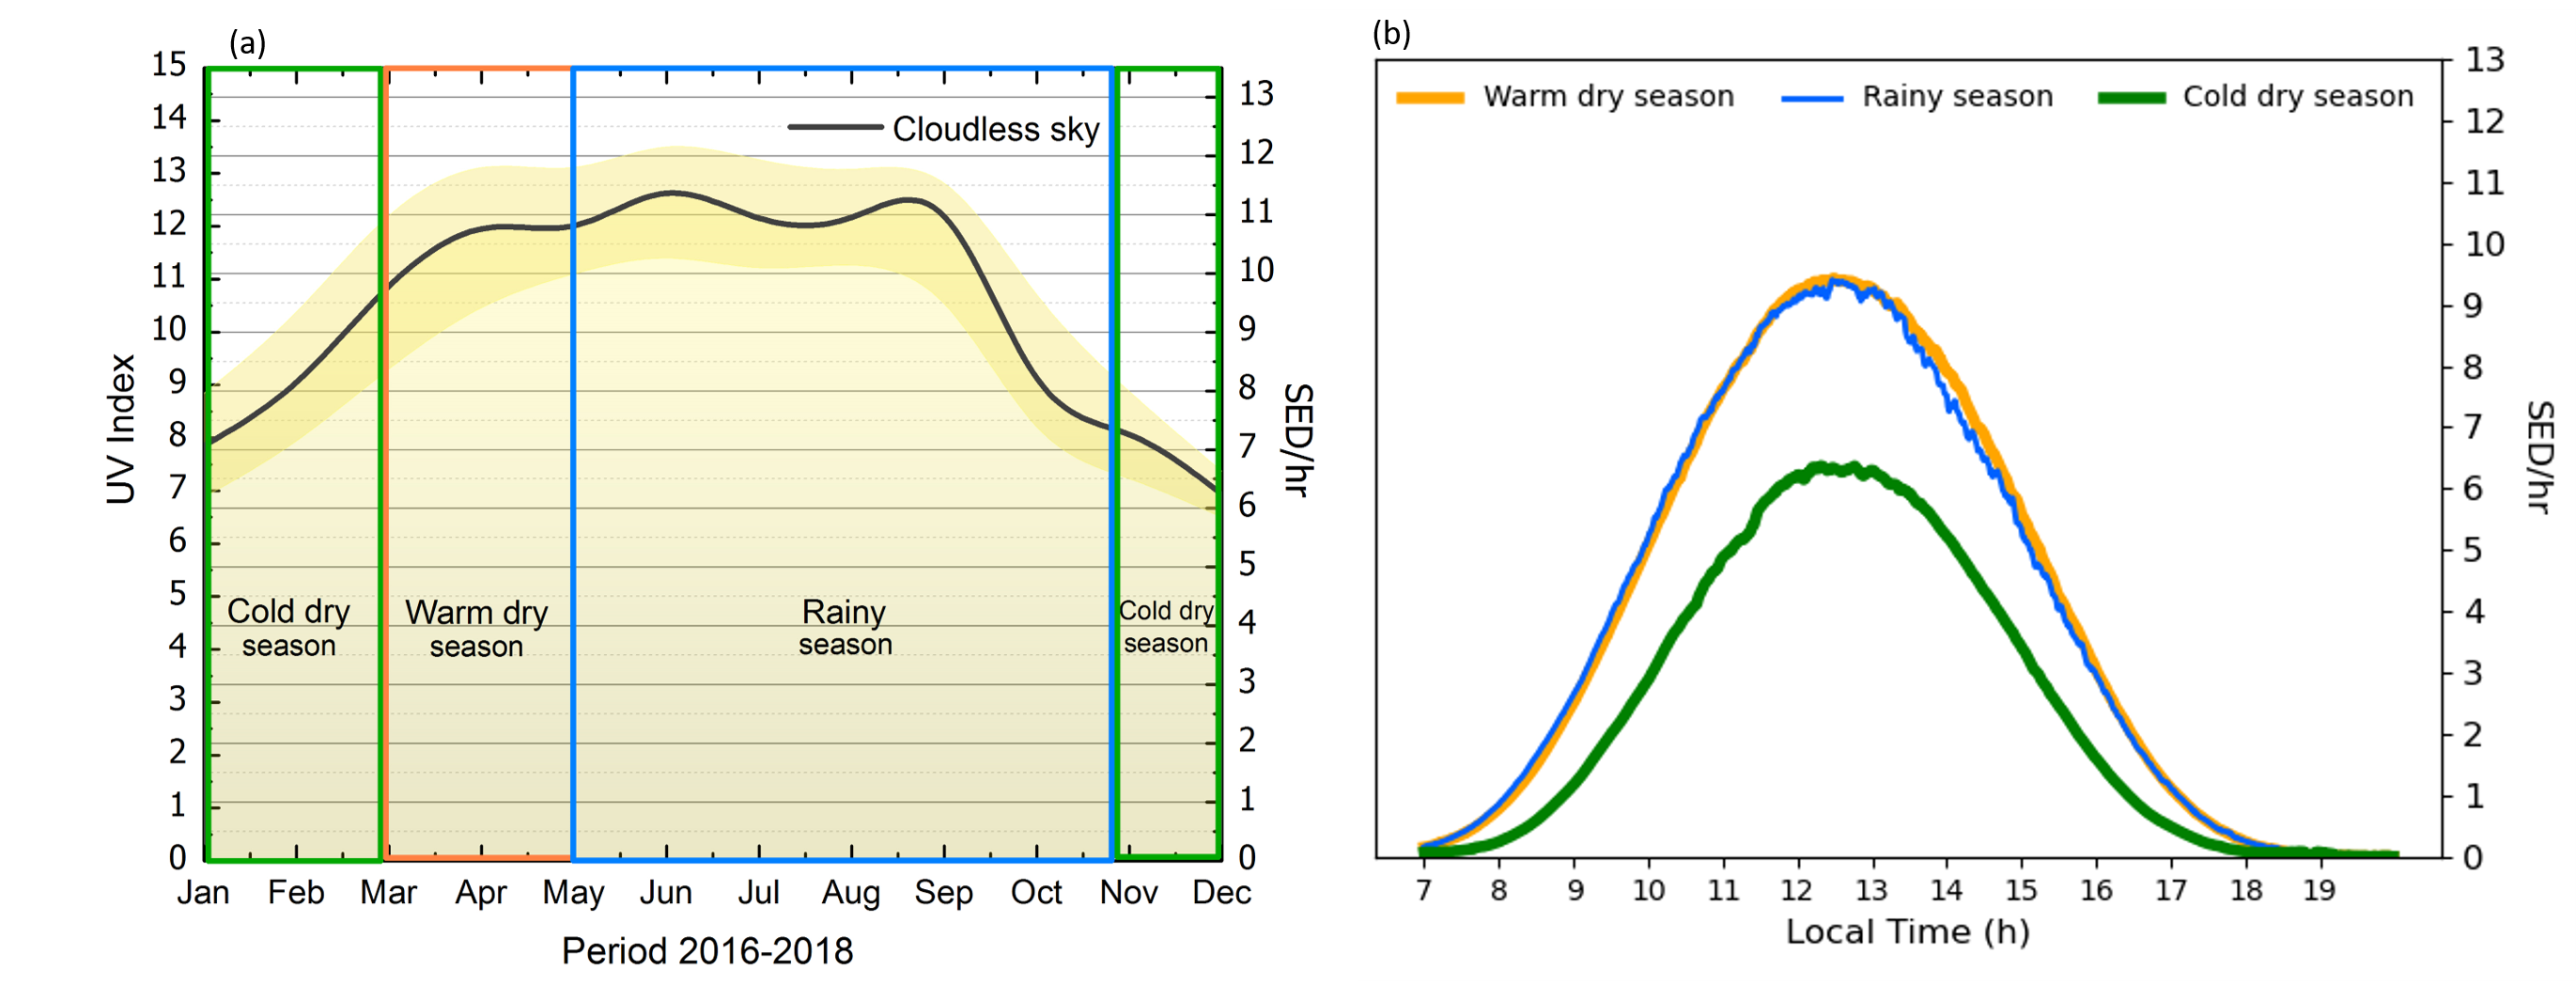 (a)
15
14
13
12
11
10
9
8
7
6
5
4
3
2
1
0
UV Index
Cloudless sky
Cold dry
season
Warm dry
season
Rainy
season
Cold dry
season
13
12
11
10
9
8
7
6
5
4
3
2
1
0
SED/hr
Jan Feb Mar Apr May Jun Jul Aug Sep Oct Nov Dec
Period 2016-2018
(b)
Warm dry season Rainy season Cold dry season
13
12
11
10
9
8
7
6
5
4
3
2
1
0
SED/hr
7 8 9 10 11 12 13 14 15 16 17 18 19
Local Time (h)